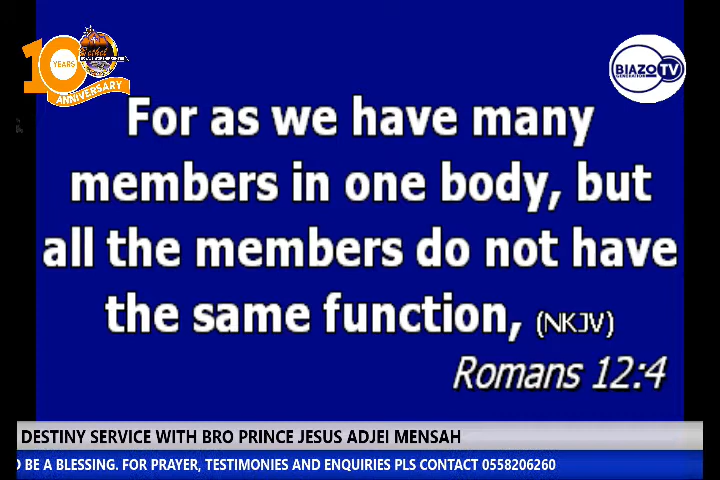 10
YEARS
ANNIVERSARY
Bethel
BIAZO TV
GENERATION
For as we have many
members in one body, but
all the members do not have
the same function, (NKJV)
Romans 12:4
DESTINY SERVICE WITH BRO PRINCE JESUS ADJEI MENSAH
BE A BLESSING. FOR PRAYER, TESTIMONIES AND ENQUIRIES PLS CONTACT 0558206260